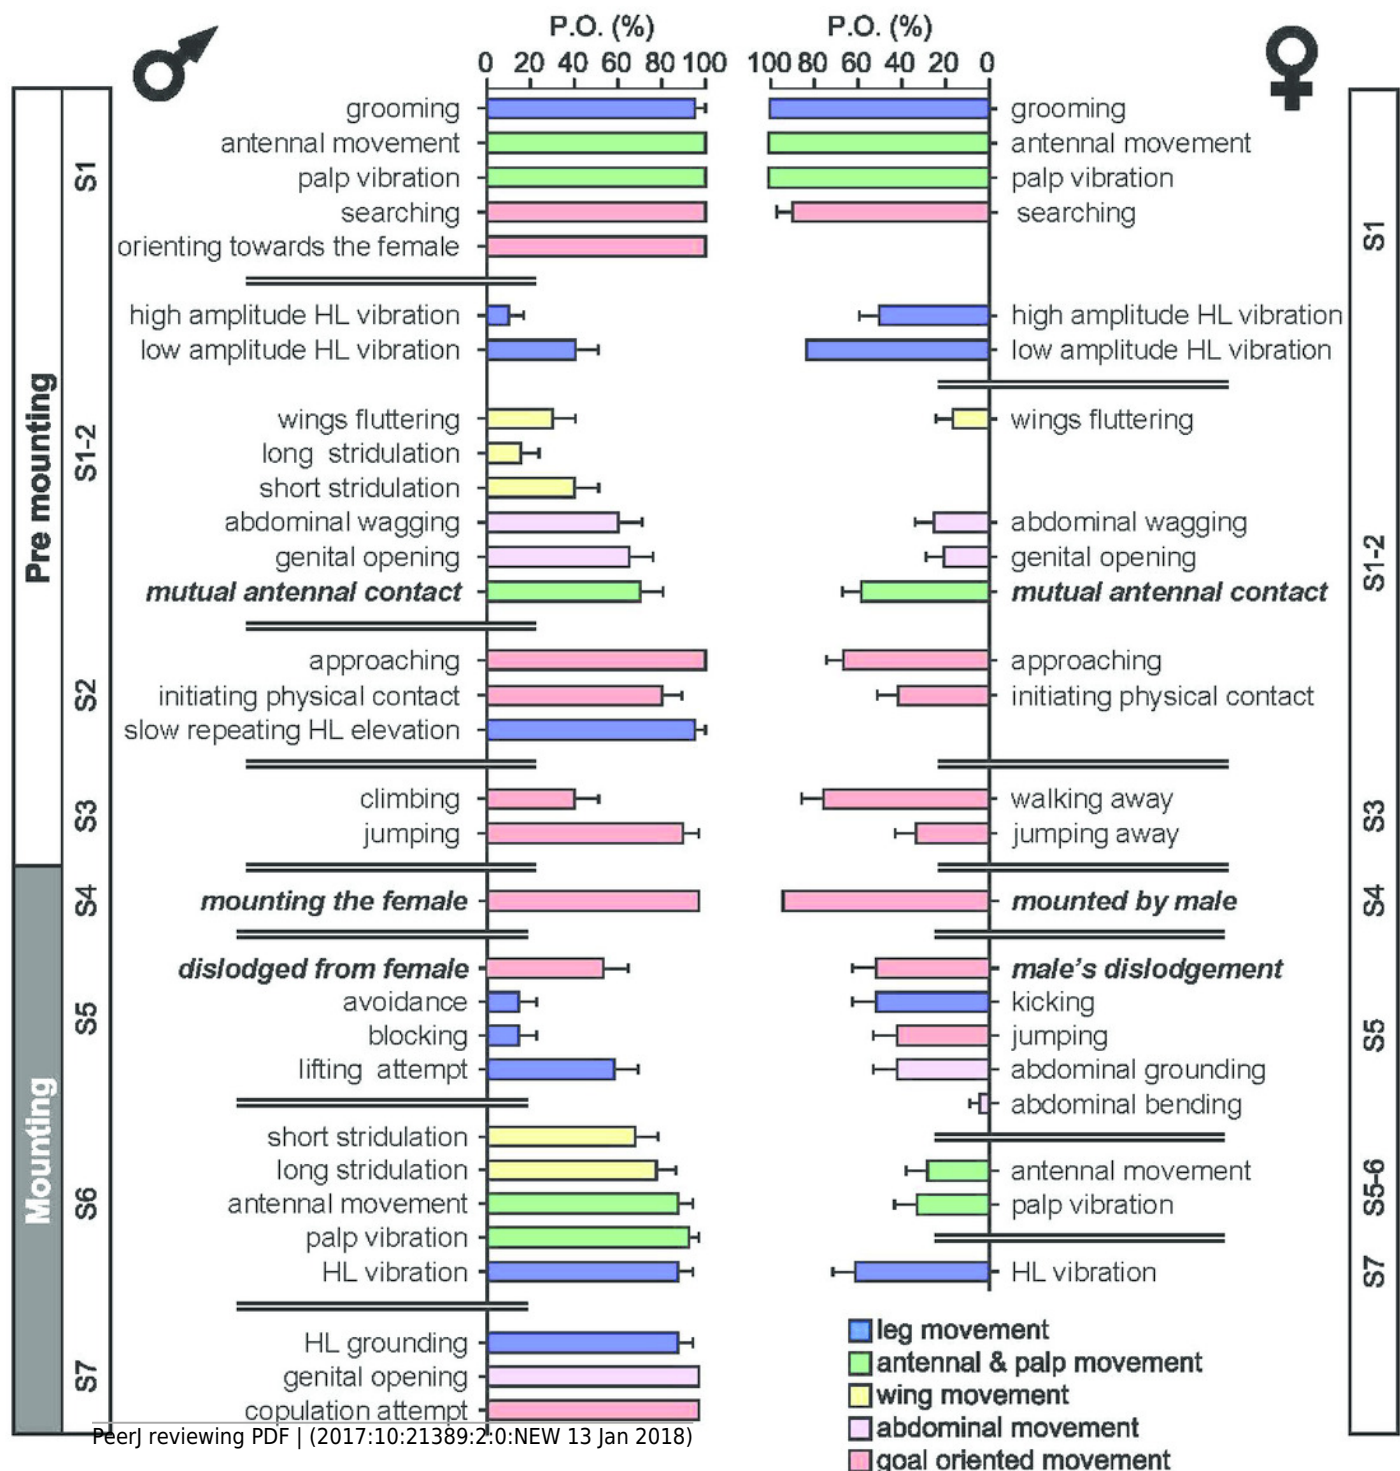 P.O. (%) P.O. (%)
0 20 40 60 80 100 100 80 60 40 20 0
Pre mounting
Mounting
S1
grooming grooming
antennal movement antennal movement
palp vibration palp vibration
searching searching
orienting towards the female
S1
high amplitude HL vibration high amplitude HL vibration
low amplitude HL vibration low amplitude HL vibration
S1-2
wings fluttering wings fluttering
long stridulation
short stridulation
abdominal wagging abdominal wagging
genital opening genital opening
mutual antennal contact mutual antennal contact
S1-2
S2
approaching approaching
initiating physical contact initiating physical contact
slow repeating HL elevation
S3
climbing walking away
jumping jumping away
S3
S4
mounting the female mounted by male
S4
S5
dislodged from female male's dislodgement
avoidance kicking
blocking jumping
lifting attempt abdominal grounding
abdominal bending
S5
S6
short stridulation
long stridulation antennal movement
antennal movement palp vibration
S5-6
palp vibration
HL vibration HL vibration
S7
S7
HL grounding
genital opening
copulation attempt
leg movement
antennal & palp movement
wing movement
abdominal movement
goal oriented movement
PeerJ reviewing PDF | (2017:10:21389:2:0:NEW 13 Jan 2018)